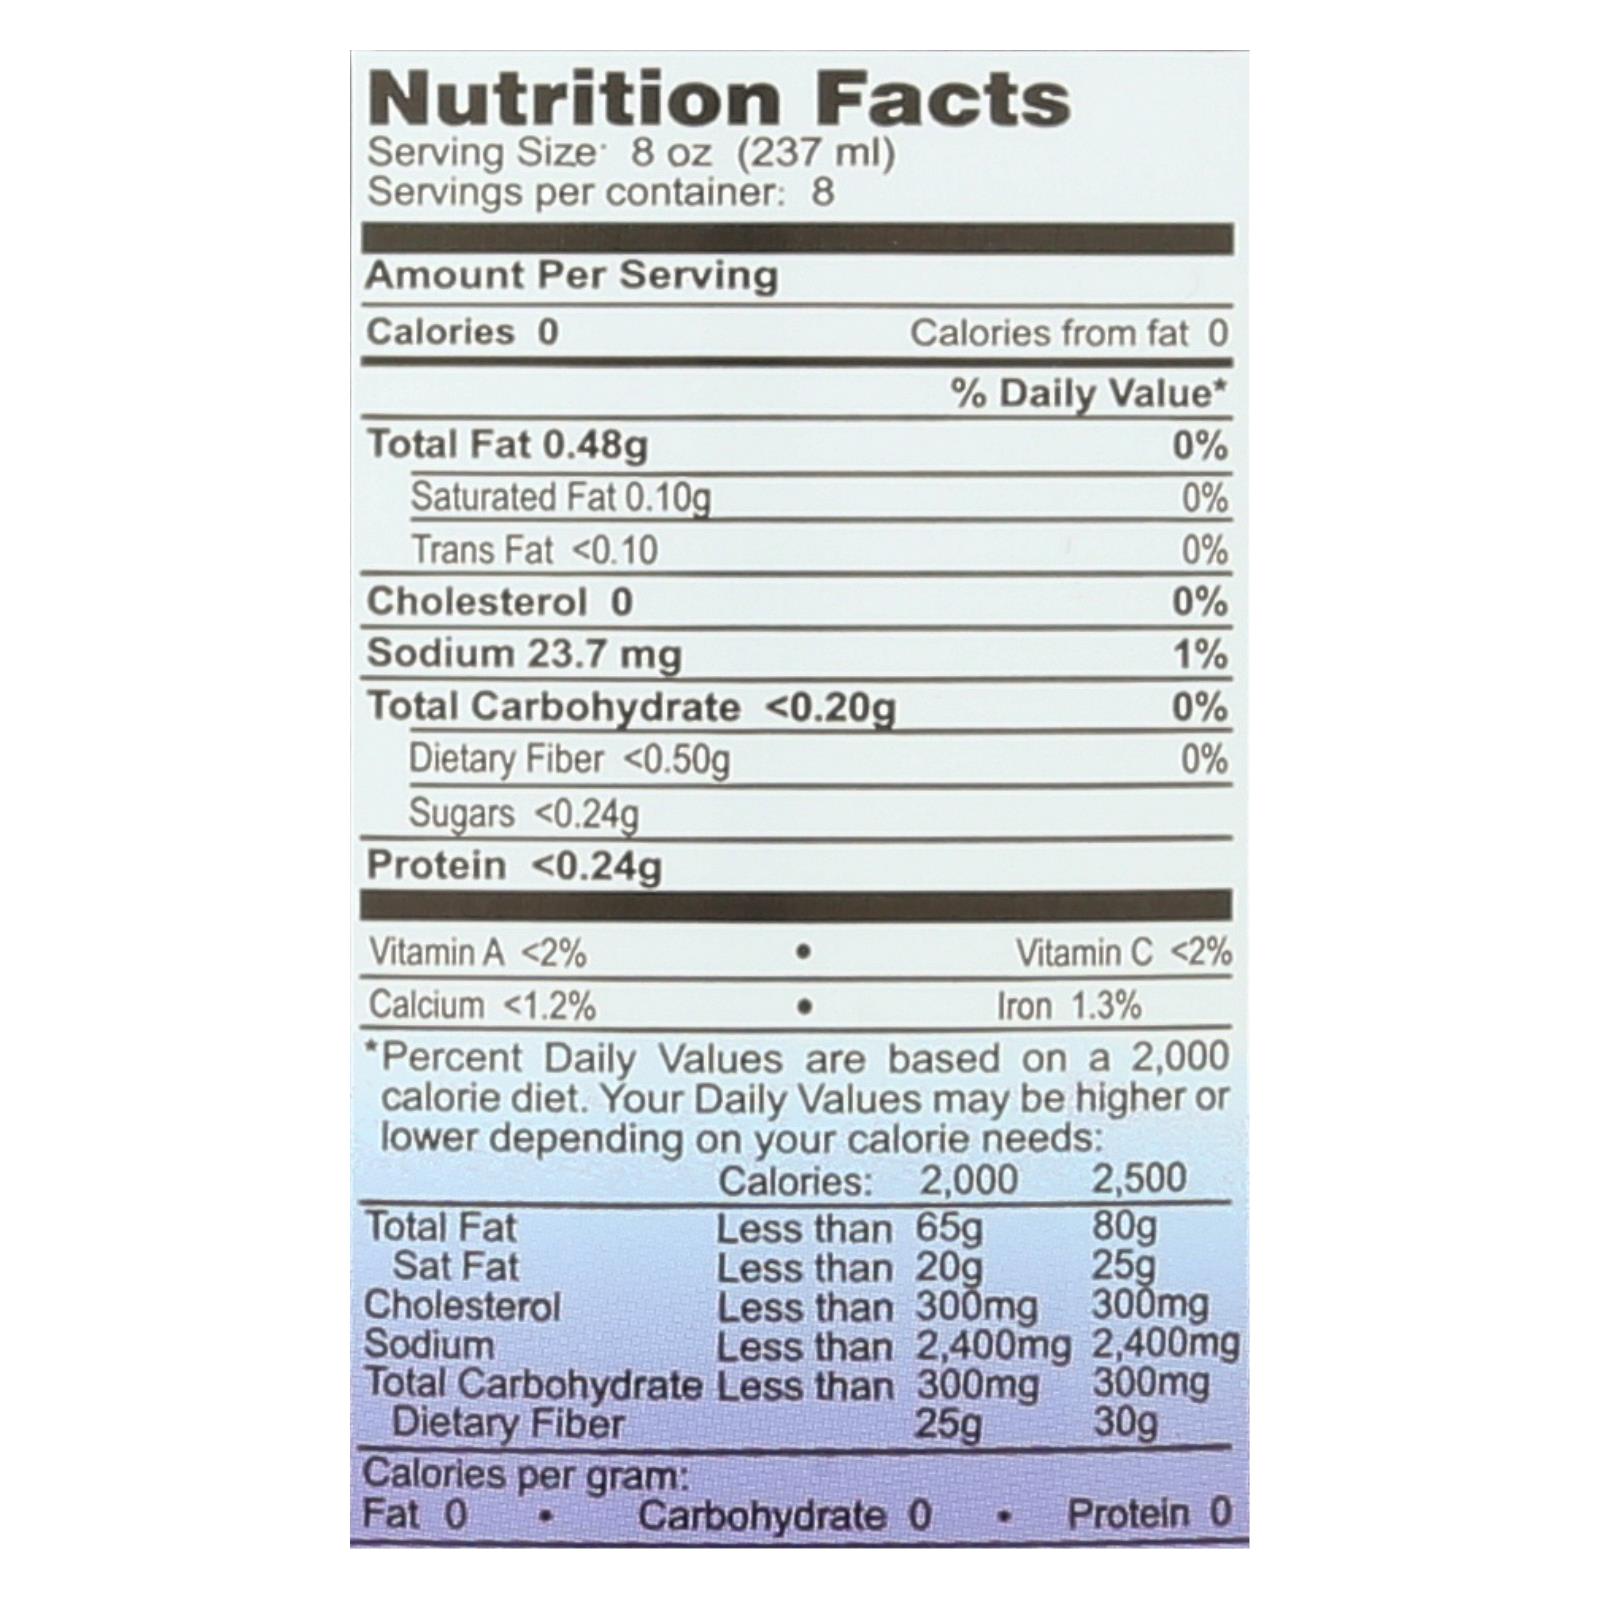 Nutrition Facts
Serving Size· 8 oz (237 ml)
Servings per container: 8
Amount Per Serving
Calories 0 Calories from fat 0
% Daily Value*
Total Fat 0.48g 0%
Saturated Fat 0.10g 0%
Trans Fat <0.10 0%
Cholesterol 0 0%
Sodium 23.7 mg 1%
Total Carbohydrate <0.20g 0%
Dietary Fiber <0.50g 0%
Sugars <0.24g
Protein <0.24g
Vitamin A <2% • Vitamin C <2%
Calcium <1.2% • Iron 1.3%
*Percent Daily Values are based on a 2,000
calorie diet. Your Daily Values may be higher or
lower depending on your calorie needs:
Calories: 2,000 2,500
Total Fat Less than 65g 80g
Sat Fat Less than 20g 25g
Cholesterol Less than 300mg 300mg
Sodium Less than 2,400mg 2,400mg
Total Carbohydrate Less than 300mg 300mg
Dietary Fiber 25g 30g
Calories per gram:
Fat 0 • Carbohydrate 0 • Protein 0